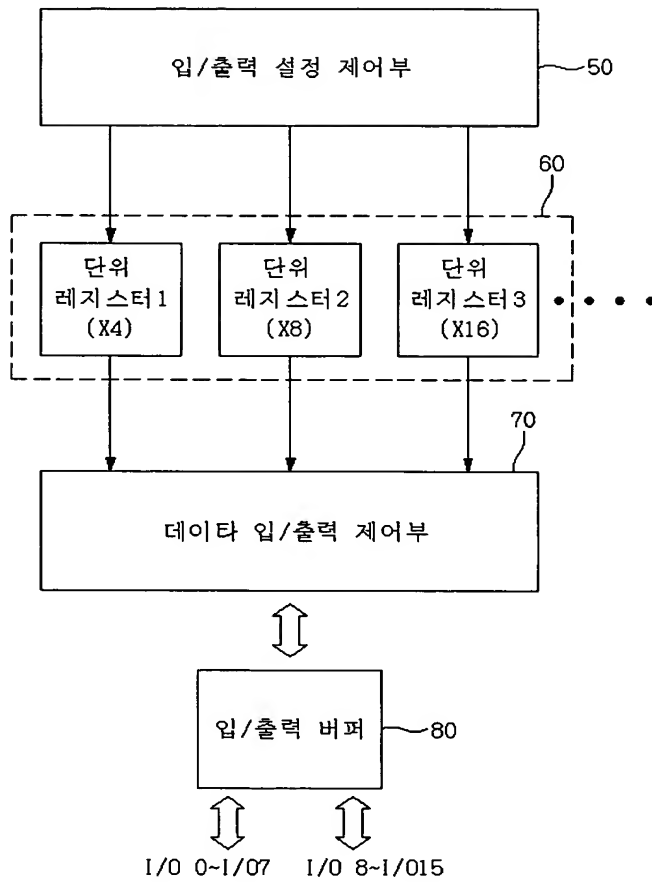 입/출력 설정 제어부
50
60
단위
레지스터1
(X4)
단위
레지스터2
(X8)
단위
레지스터3
(X16)
70
데이타 입/출력 제어부
입/출력 버퍼
80
I/O 0~I/O7
I/O 8~I/O15